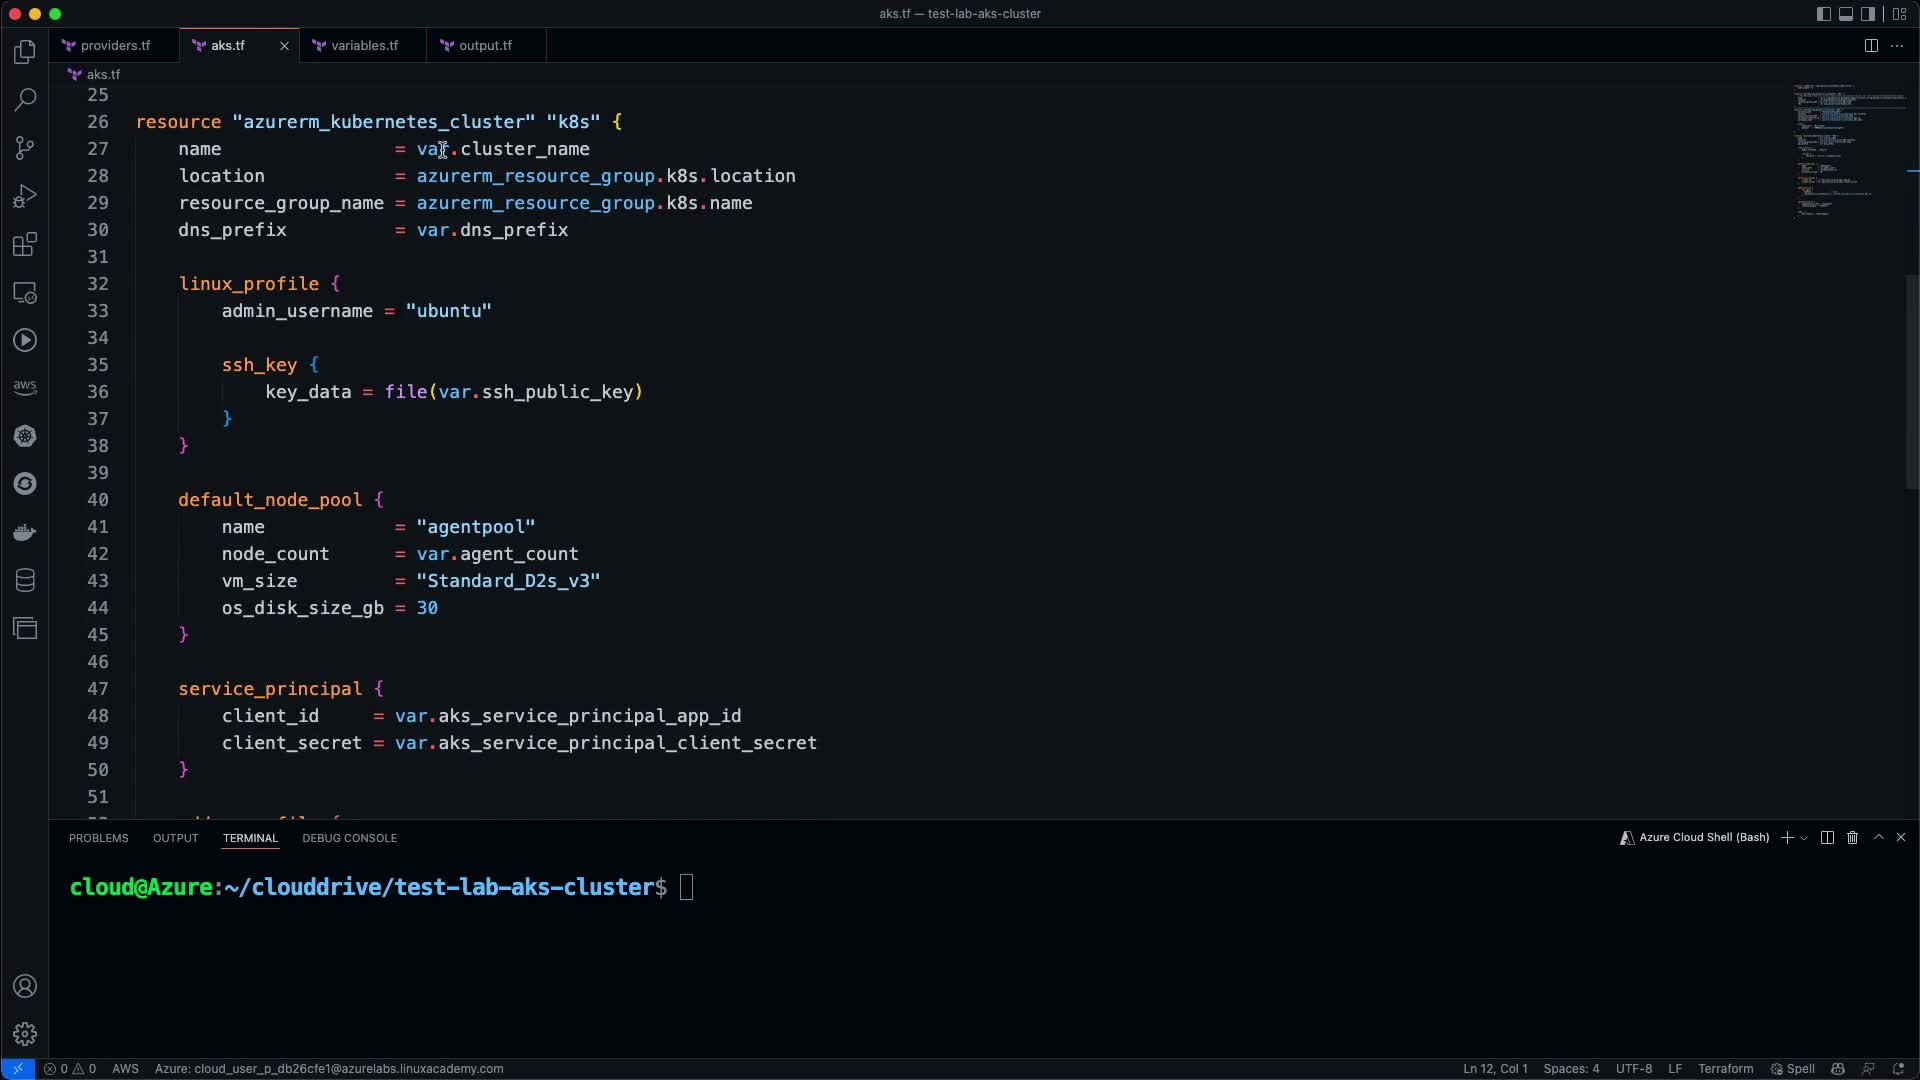 aks.tf — test-lab-aks-cluster
providers.tf
aks.tf
variables.tf
output.tf
aks.tf
25
26 resource "azurerm_kubernetes_cluster" "k8s" {
27 name = var.cluster_name
28 location = azurerm_resource_group.k8s.location
29 resource_group_name = azurerm_resource_group.k8s.name
30 dns_prefix = var.dns_prefix
31
32 linux_profile {
33 admin_username = "ubuntu"
34
35 ssh_key {
36 key_data = file(var.ssh_public_key)
37 }
38 }
39
40 default_node_pool {
41 name = "agentpool"
42 node_count = var.agent_count
43 vm_size = "Standard_D2s_v3"
44 os_disk_size_gb = 30
45 }
46
47 service_principal {
48 client_id = var.aks_service_principal_app_id
49 client_secret = var.aks_service_principal_client_secret
50 }
51
PROBLEMS OUTPUT TERMINAL DEBUG CONSOLE
Azure Cloud Shell (Bash)
cloud@Azure:~/clouddrive/test-lab-aks-cluster$
aws
0 0 AWS Azure: cloud_user_p_db26cfe1@azurelabs.linuxacademy.com
Ln 12, Col 1 Spaces: 4 UTF-8 LF Terraform Spell